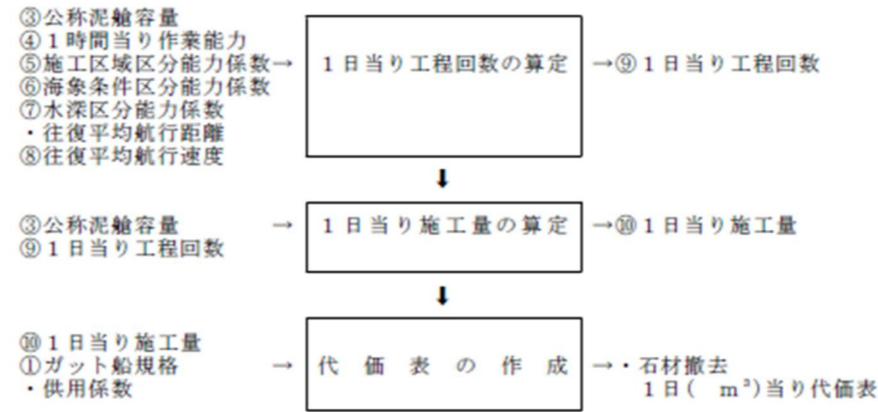 ③公称泥艙容量
④1時間当り作業能力
⑤施工区域区分能力係数→
⑥海象条件区分能力係数
⑦水深区分能力係数
・往復平均航行距離
⑧往復平均航行速度
1日当り工程回数の算定
→⑨1日当り工程回数
⬇
③公称泥艙容量 →
⑨1日当り工程回数
1日当り施工量の算定
→⑩1日当り施工量
⬇
⑩1日当り施工量
①ガット船規格 →
・供用係数
代価表の作成
→・石材撤去
1日( m³)当り代価表